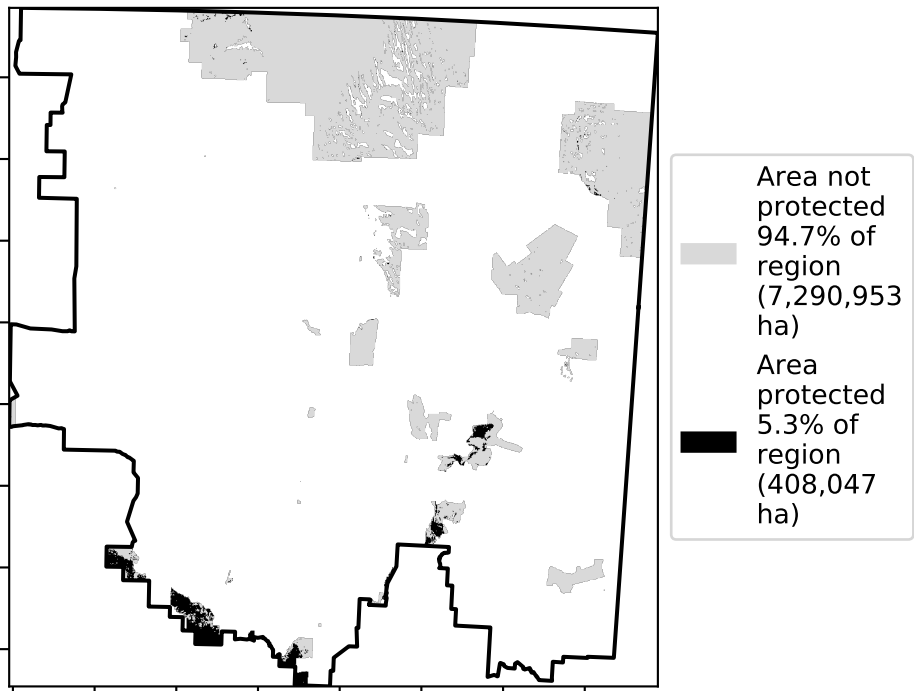 Area not
protected
94.7% of
region
(7,290,953
ha)
Area
protected
5.3% of
region
(408,047
ha)